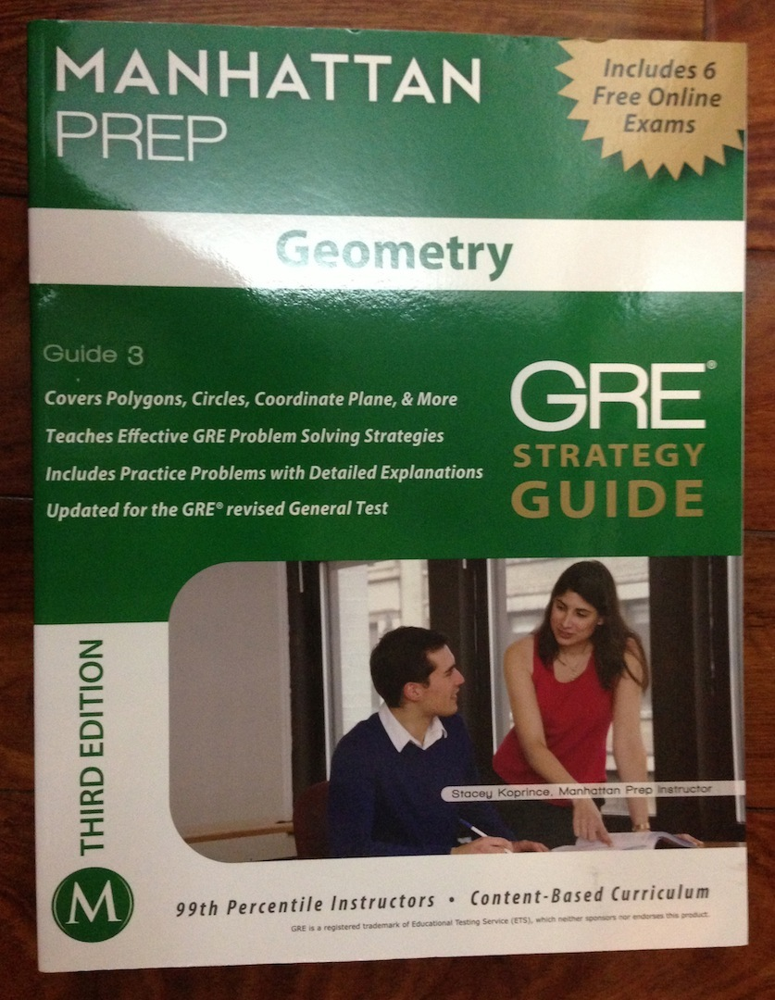 MANHATTAN
PREP
Includes 6
Free Online
Exams
Geometry
Guide 3
Covers Polygons, Circles, Coordinate Plane, & More
Teaches Effective GRE Problem Solving Strategies
Includes Practice Problems with Detailed Explanations
Updated for the GRE® revised General Test
GRE®
STRATEGY
GUIDE
THIRD EDITION
Stacey Koprince, Manhattan Prep Instructor
M
99th Percentile Instructors • Content-Based Curriculum
GRE is a registered trademark of Educational Testing Service (ETS), which neither sponsors nor endorses this product.